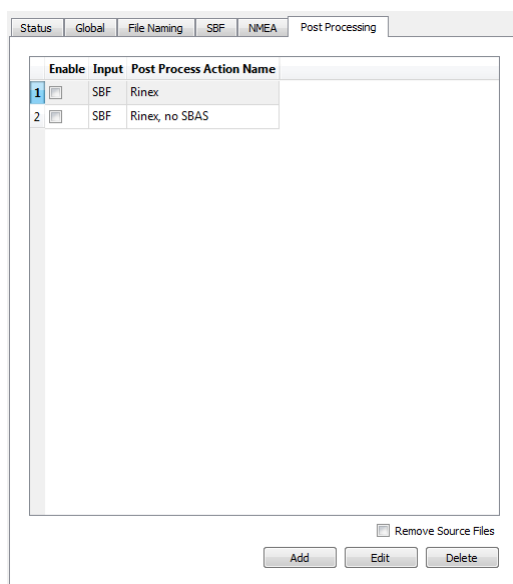 Status Global File Naming SBF NMEA Post Processing
Enable Input Post Process Action Name
1 SBF Rinex
2 SBF Rinex, no SBAS
Remove Source Files
Add Edit Delete